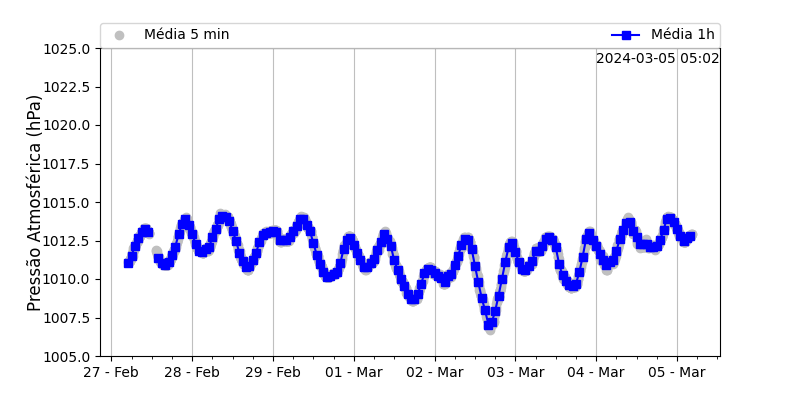 Média 5 min
Média 1h
2024-03-05 05:02
Pressão Atmosférica (hPa)
1025.0
1022.5
1020.0
1017.5
1015.0
1012.5
1010.0
1007.5
1005.0
27 - Feb
28 - Feb
29 - Feb
01 - Mar
02 - Mar
03 - Mar
04 - Mar
05 - Mar